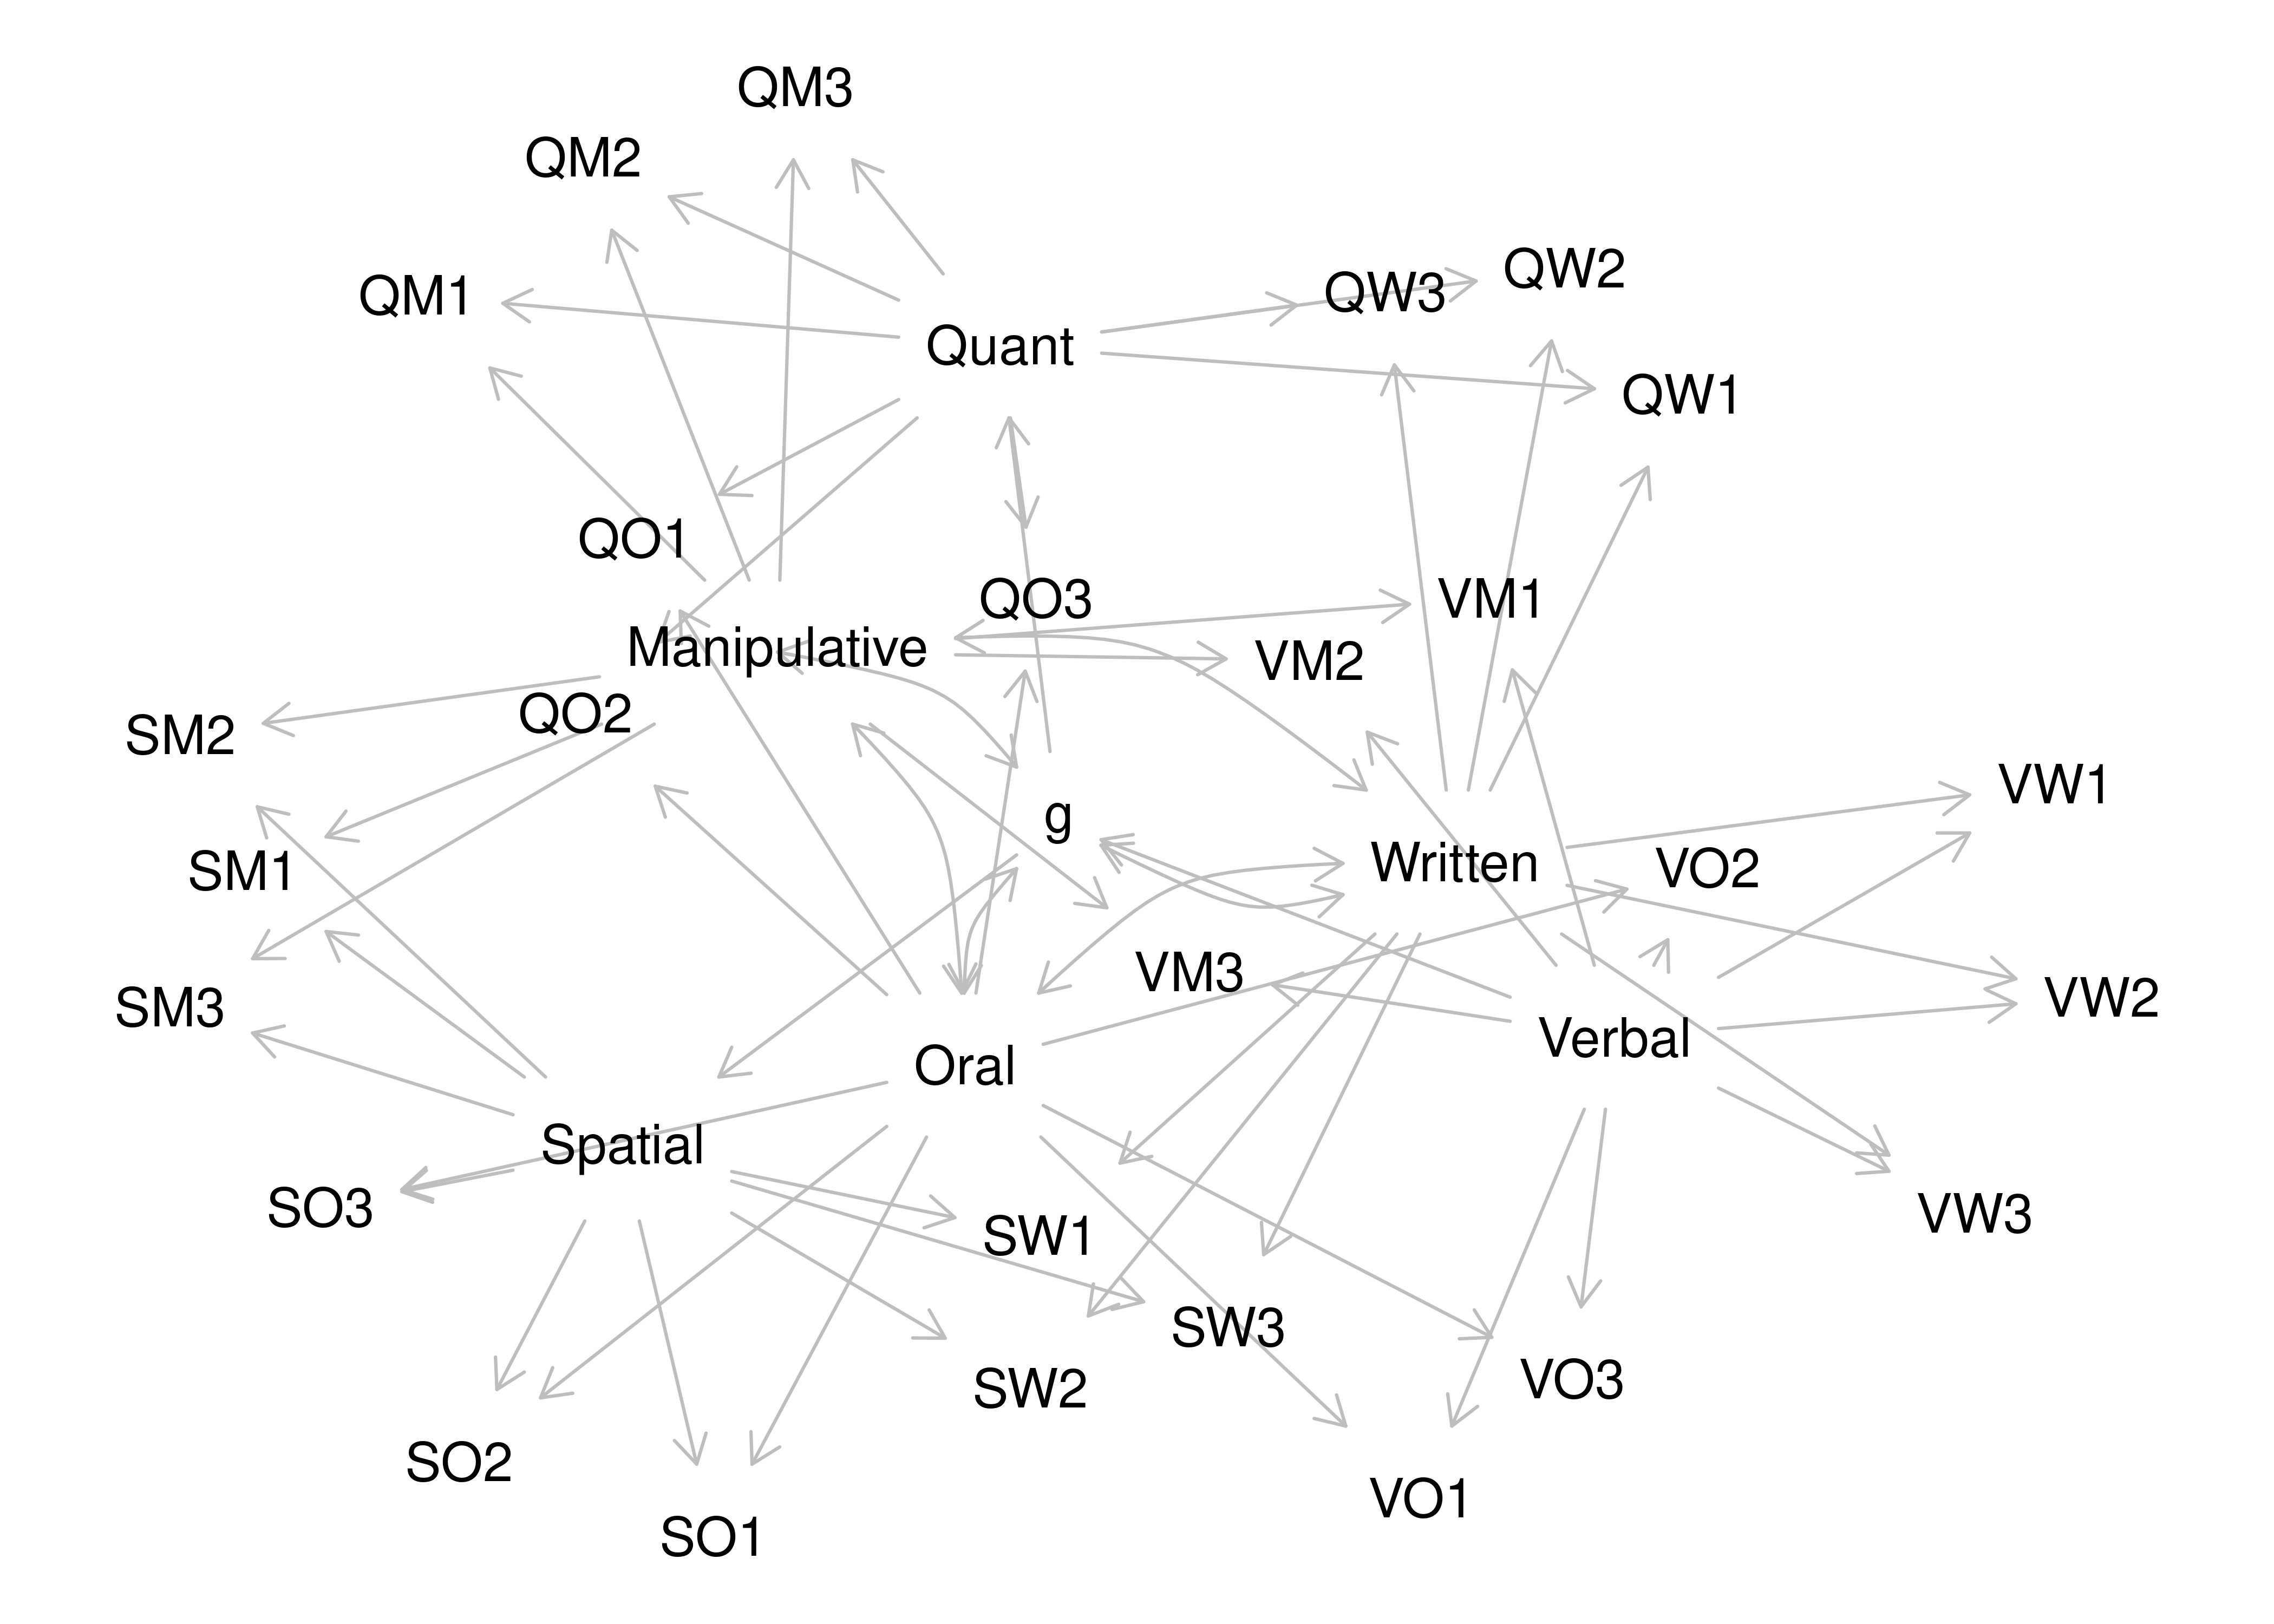 QM3
QM2
QW2
QM1
QW3
Quant
QW1
QO1
QO3
VM1
Manipulative
VM2
QO2
SM2
VW1
g
SM1
Written
VO2
VM3
VW2
SM3
Verbal
Oral
Spatial
SO3
VW3
SW1
SW3
VO3
SW2
SO2
VO1
SO1